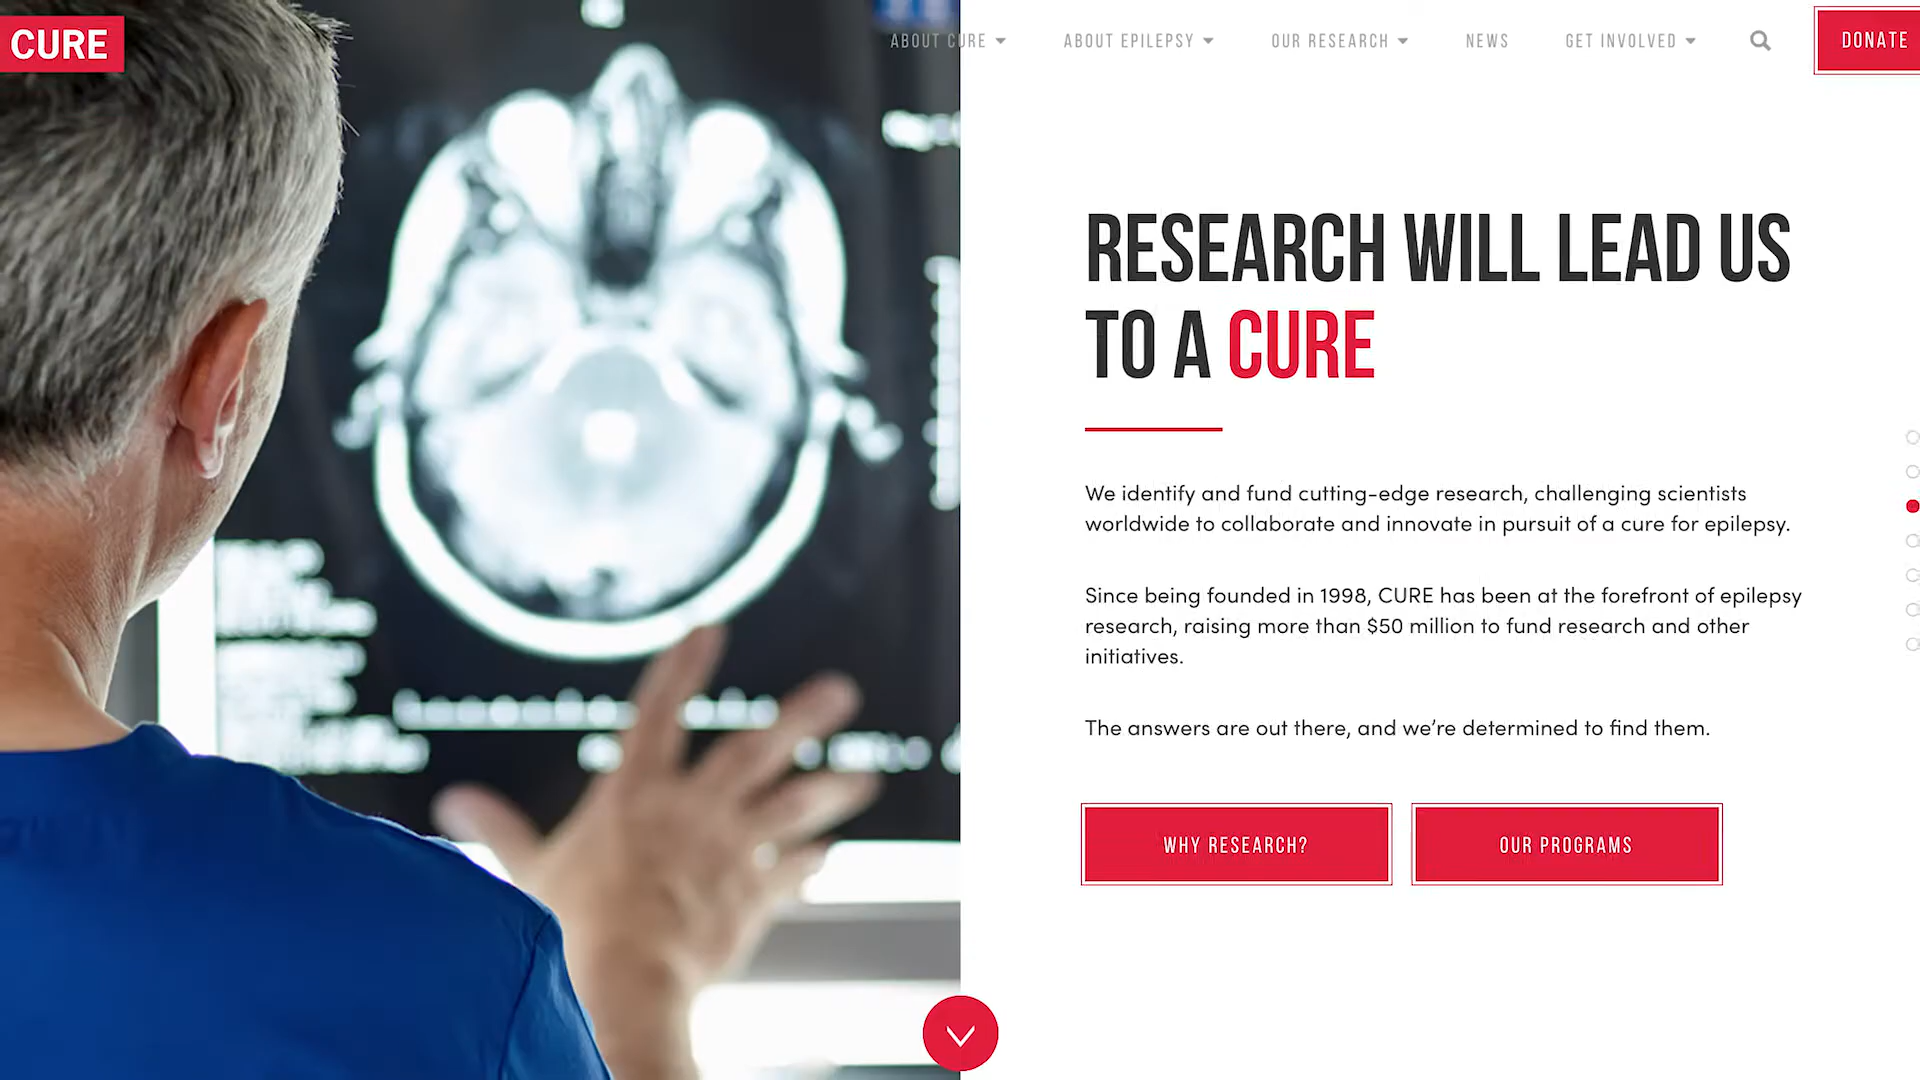 CURE
ABOUT CURE
ABOUT EPILEPSY
OUR RESEARCH
NEWS
GET INVOLVED
DONATE
RESEARCH WILL LEAD US
TO A CURE
We identify and fund cutting-edge research, challenging scientists
worldwide to collaborate and innovate in pursuit of a cure for epilepsy.
Since being founded in 1998, CURE has been at the forefront of epilepsy
research, raising more than $50 million to fund research and other
initiatives.
The answers are out there, and we’re determined to find them.
WHY RESEARCH?
OUR PROGRAMS